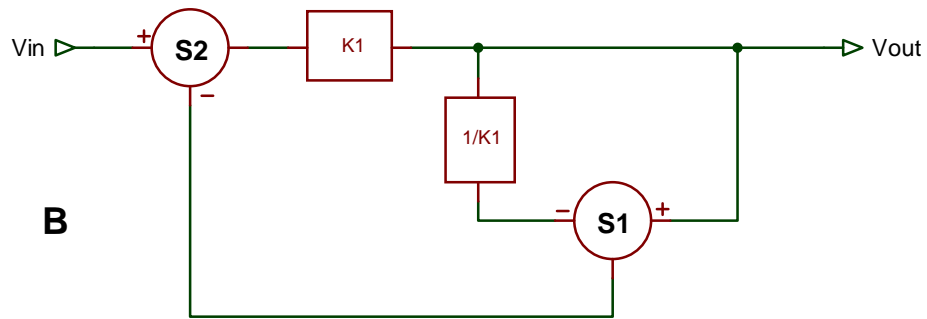 Vin
+
S2
−
K1
Vout
1/K1
B
−
S1
+